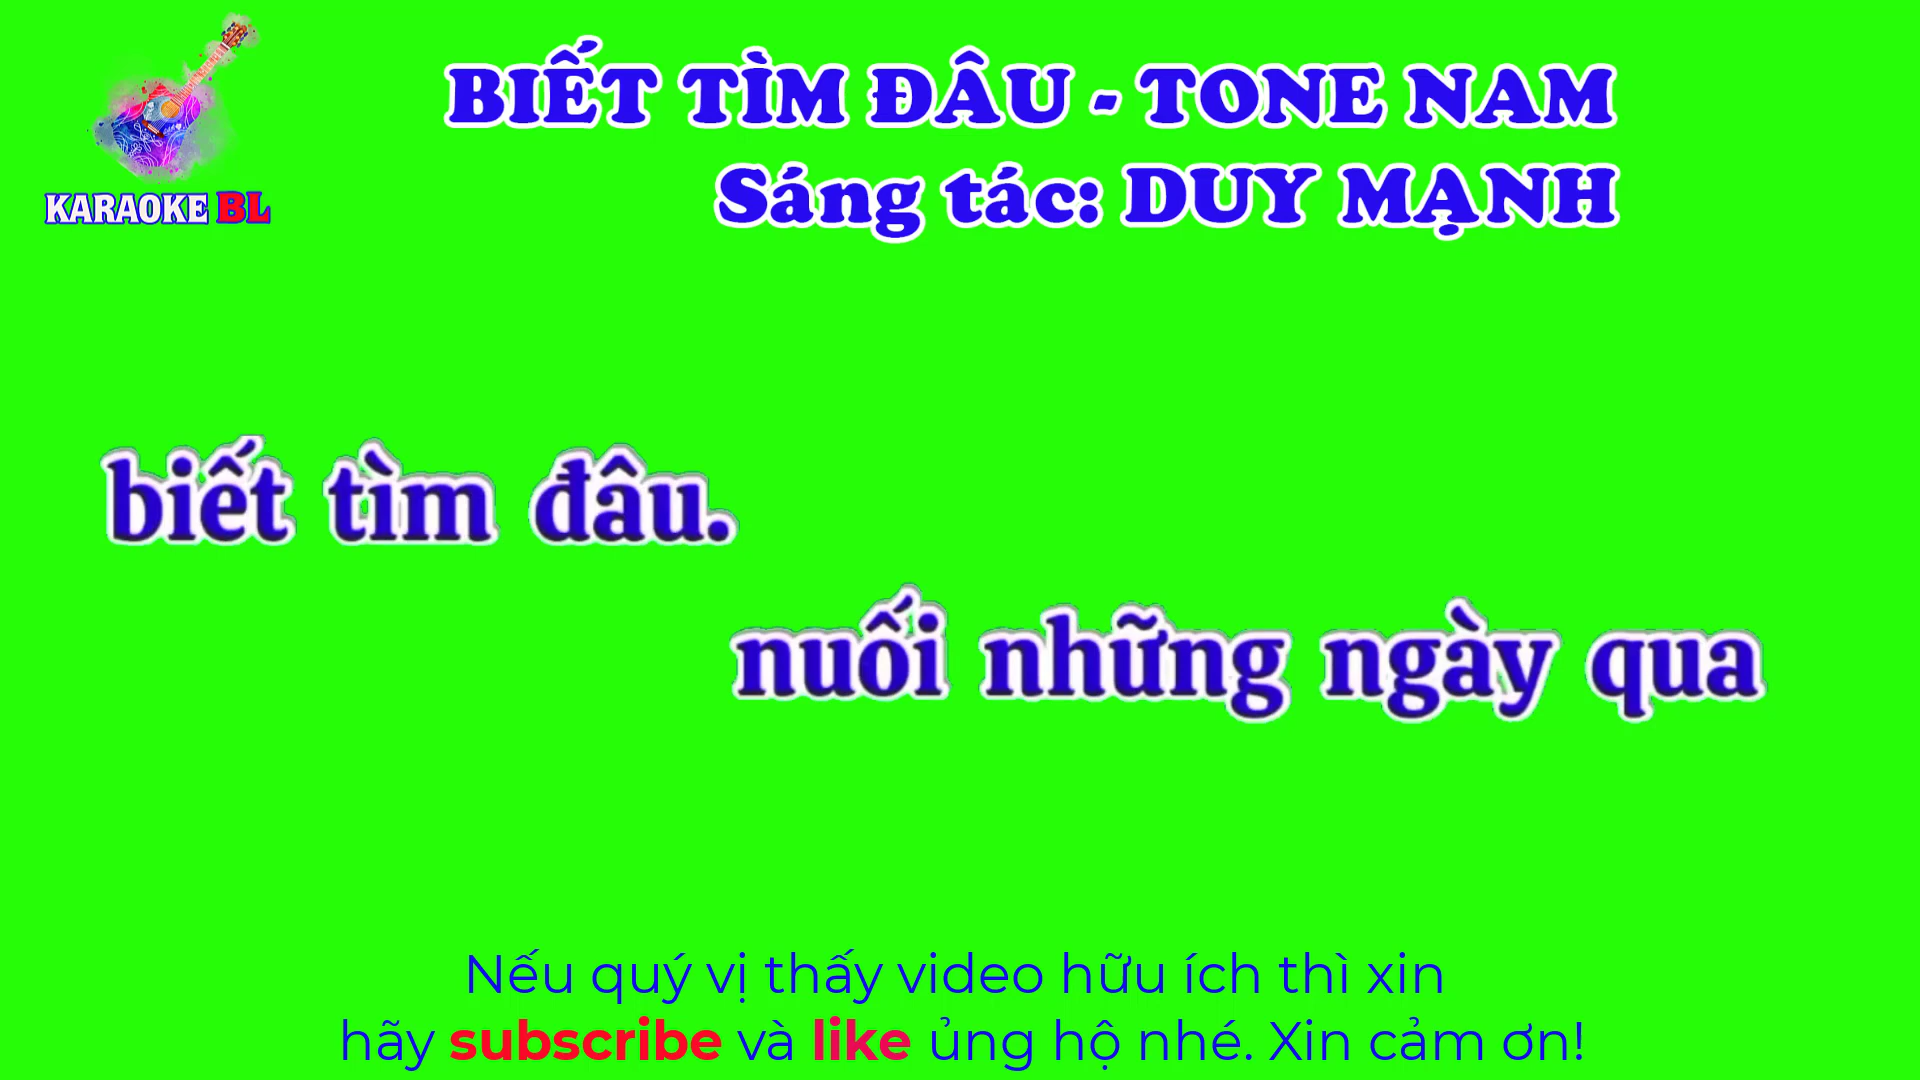 BIẾT TÌM ĐÂU - TONE NAM
Sáng tác: DUY MẠNH
KARAOKE BL
biết tìm đâu.
nuối những ngày qua
Nếu quý vị thấy video hữu ích thì xin
hãy subscribe và like ủng hộ nhé. Xin cảm ơn!